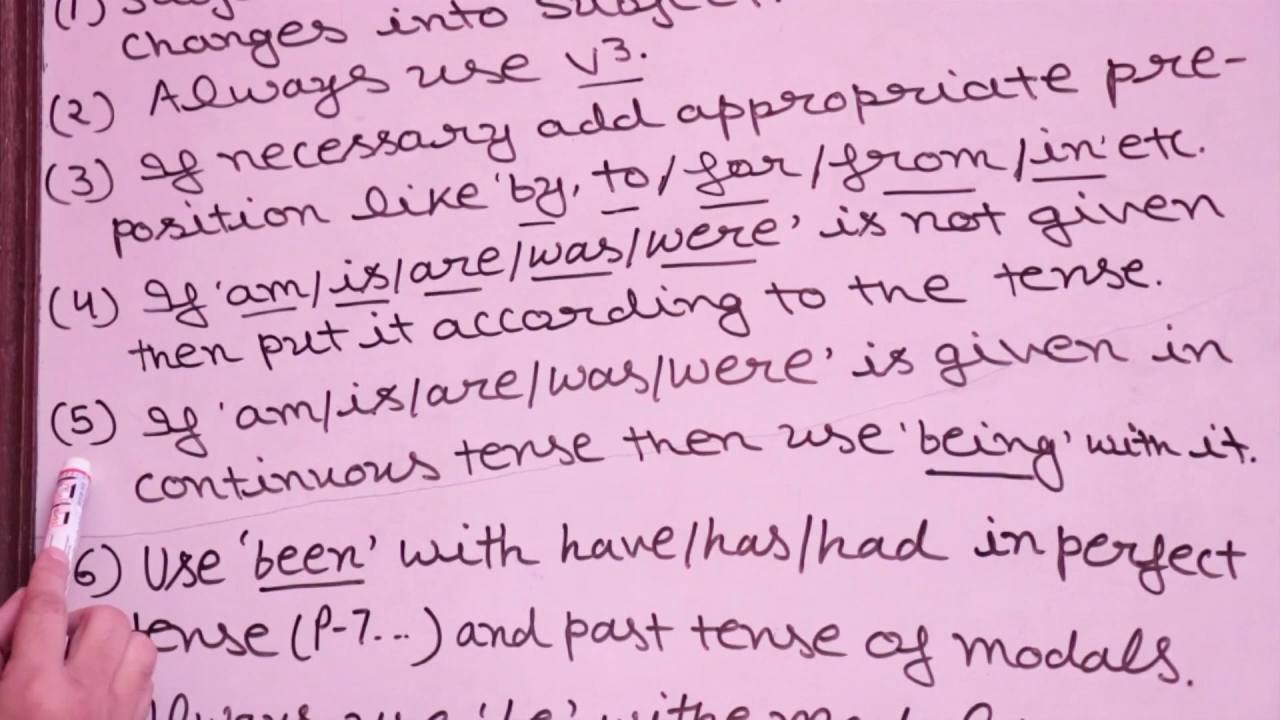 (1)
changes into
(2) Always use V3.
(3) If necessary add appropriate pre-
position like 'by, to/for/from/in' etc.
(4) If 'am/is/are/was/were' is not given
then put it according to the tense.
(5) If 'am/is/are/was/were' is given in
continuous tense then use 'being' with it.
6) Use 'been' with have/has/had in perfect
tense (P-7...) and past tense of modals.
Always